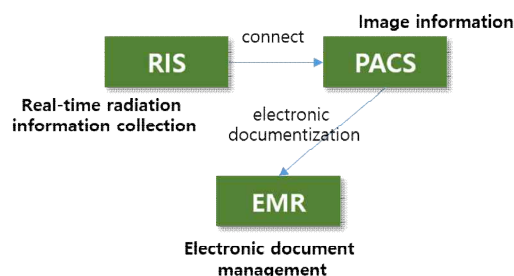 Image information
connect
RIS
PACS
Real-time radiation
information collection
electronic
documentization
EMR
Electronic document
management